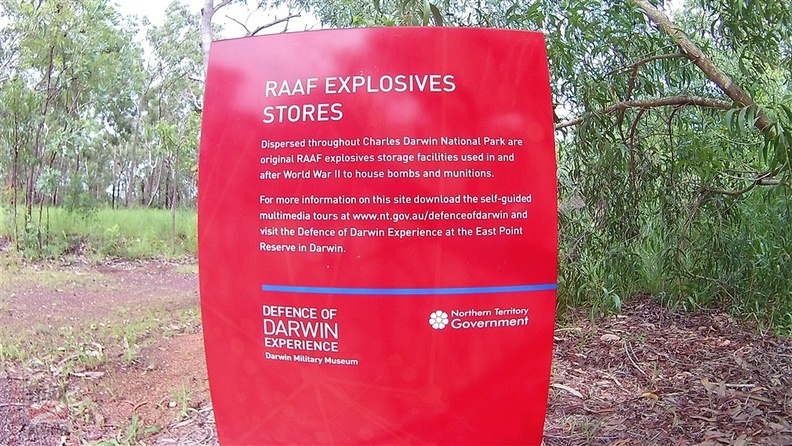 RAAF EXPLOSIVES
STORES
Dispersed throughout Charles Darwin National Park are
original RAAF explosives storage facilities used in and
after World War II to house bombs and munitions.
For more information on this site download the self-guided
multimedia tours at www.nt.gov.au/defenceofdarwin and
visit the Defence of Darwin Experience at the East Point
Reserve in Darwin.
DEFENCE OF
DARWIN
EXPERIENCE
Darwin Military Museum
Northern Territory
Government